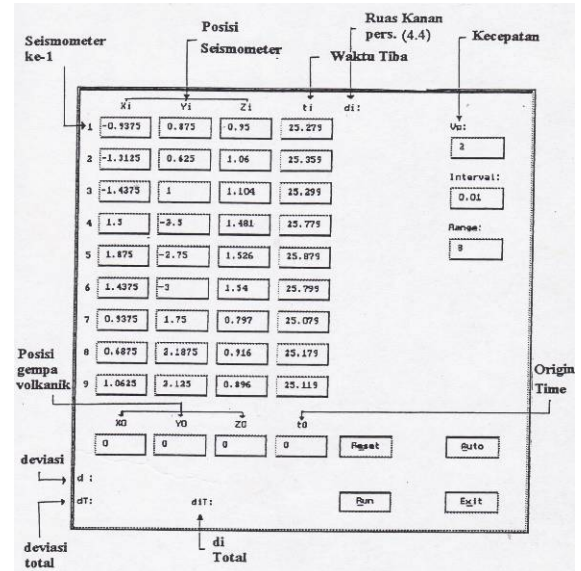 Posisi
Seismometer
Ruas Kanan
pers. (4.4)
Kecepatan
Seismometer
ke-1
Waktu Tiba
Xi Yi Zi ti di:
1 -0.9375 0.875 -0.95 25.279
2 -1.3125 0.625 1.06 25.359
3 -1.4375 1 1.104 25.299
4 1.5 -3.5 1.481 25.779
5 1.875 -2.75 1.526 25.879
6 1.4375 -3 1.54 25.799
7 0.9375 1.75 0.797 25.079
8 0.6875 2.1875 0.916 25.179
9 1.0625 2.125 0.896 25.119
Vp:
2
Interval:
0.01
Range:
8
Posisi
gempa
volkanik
Origin
Time
X0 Y0 Z0 t0
0 0 0 0 Reset Auto
deviasi
d :
dT: diT: Run Exit
deviasi
total
di
Total